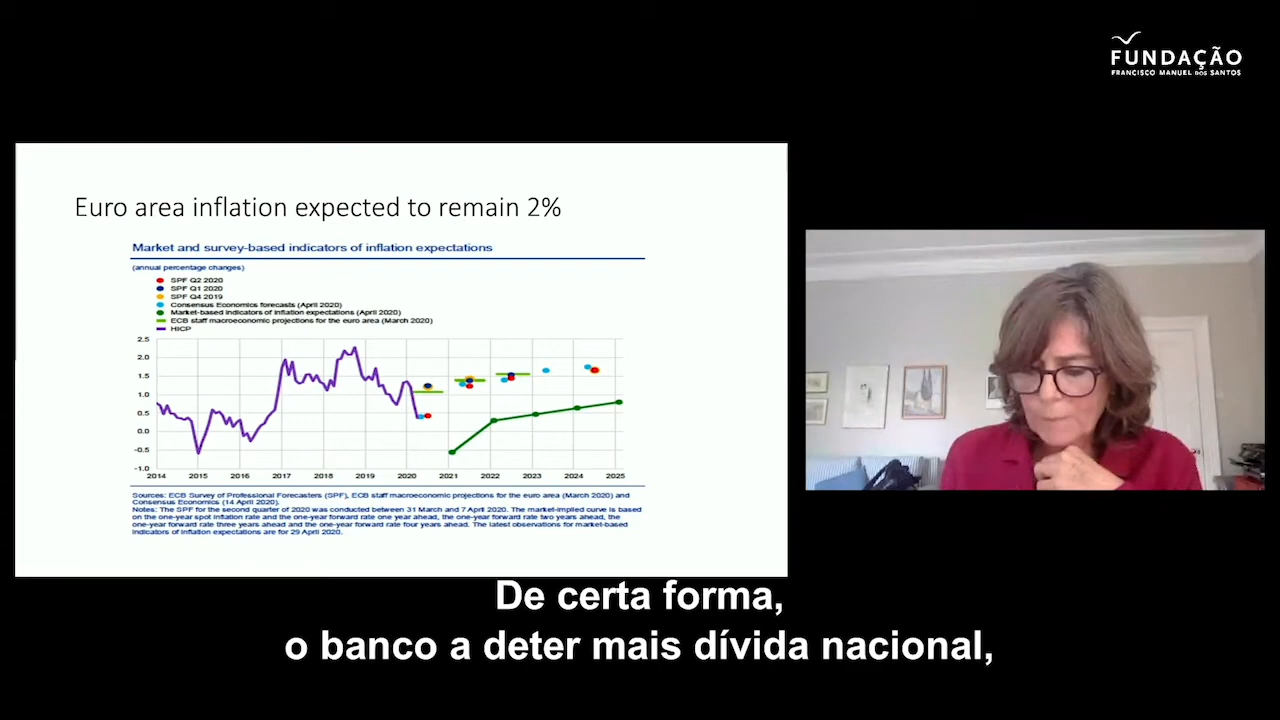 FUNDAÇÃO
FRANCISCO MANUEL DOS SANTOS
Euro area inflation expected to remain 2%
Market and survey-based indicators of inflation expectations
(annual percentage changes)
SPF Q2 2020
SPF Q1 2020
SPF Q4 2019
Consensus Economics forecasts (April 2020)
Market-based indicators of inflation expectations (April 2020)
ECB staff macroeconomic projections for the euro area (March 2020)
HICP
2.5
2.0
1.5
1.0
0.5
0.0
-0.5
-1.0
2014 2015 2016 2017 2018 2019 2020 2021 2022 2023 2024 2025
Sources: ECB Survey of Professional Forecasters (SPF), ECB staff macroeconomic projections for the euro area (March 2020) and
Consensus Economics (14 April 2020).
Notes: The SPF for the second quarter of 2020 was conducted between 31 March and 7 April 2020. The market-implied curve is based
on the one-year spot inflation rate and the one-year forward rate one year ahead, the one-year forward rate two years ahead, the
one-year forward rate three years ahead and the one-year forward rate four years ahead. The latest observations for market-based
indicators of inflation expectations are for 29 April 2020.
De certa forma,
o banco a deter mais dívida nacional,